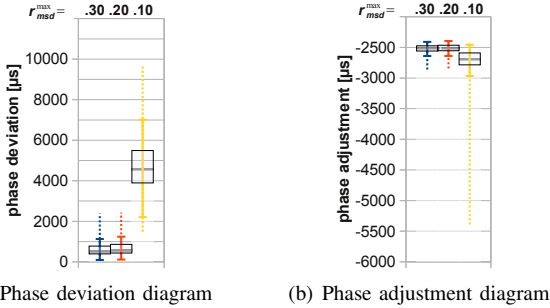 r_msd^max = .30 .20 .10
phase deviation [µs]
10000
8000
6000
4000
2000
0
Phase deviation diagram
r_msd^max = .30 .20 .10
phase adjustment [µs]
-2500
-3000
-3500
-4000
-4500
-5000
-5500
-6000
(b) Phase adjustment diagram